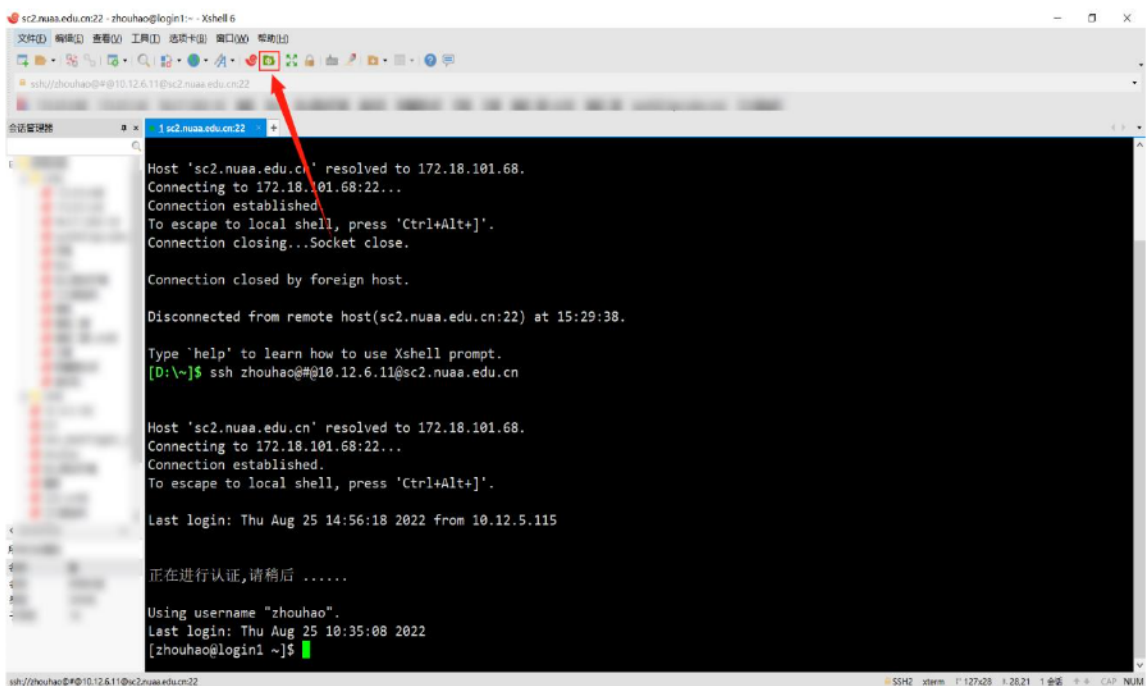 sc2.nuaa.edu.cn:22 - zhouhao@login1:~ - Xshell 6
文件(F) 编辑(E) 查看(V) 工具(T) 选项卡(B) 窗口(W) 帮助(H)
ssh://zhouhao@#@10.12.6.11@sc2.nuaa.edu.cn:22
会话管理器
1 sc2.nuaa.edu.cn:22 × +
Host 'sc2.nuaa.edu.cn' resolved to 172.18.101.68.
Connecting to 172.18.101.68:22...
Connection established.
To escape to local shell, press 'Ctrl+Alt+]'.
Connection closing...Socket close.
Connection closed by foreign host.
Disconnected from remote host(sc2.nuaa.edu.cn:22) at 15:29:38.
Type `help' to learn how to use Xshell prompt.
[D:\~]$ ssh zhouhao@#@10.12.6.11@sc2.nuaa.edu.cn
Host 'sc2.nuaa.edu.cn' resolved to 172.18.101.68.
Connecting to 172.18.101.68:22...
Connection established.
To escape to local shell, press 'Ctrl+Alt+]'.
Last login: Thu Aug 25 14:56:18 2022 from 10.12.5.115
正在进行认证,请稍后 ......
Using username "zhouhao".
Last login: Thu Aug 25 10:35:08 2022
[zhouhao@login1 ~]$
ssh://zhouhao@#@10.12.6.11@sc2.nuaa.edu.cn:22 SSH2 xterm 127x28 28,21 1 会话 CAP NUM